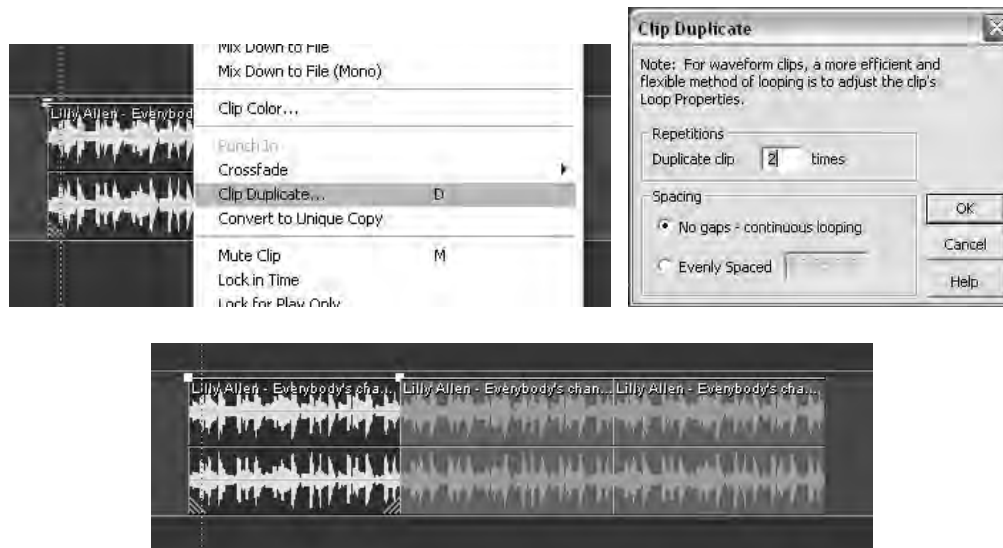 Mix Down to File
Mix Down to File (Mono)
Clip Color...
Lilly Allen - Everybod
Punch In
Crossfade
Clip Duplicate... D
Convert to Unique Copy
Mute Clip M
Lock in Time
Lock for Play Only
Clip Duplicate
Note: For waveform clips, a more efficient and
flexible method of looping is to adjust the clip's
Loop Properties.
Repetitions
Duplicate clip 2 times
Spacing
No gaps - continuous looping
Evenly Spaced
OK
Cancel
Help
Lilly Allen - Everybody's cha... Lilly Allen - Everybody's chan... Lilly Allen - Everybody's cha...